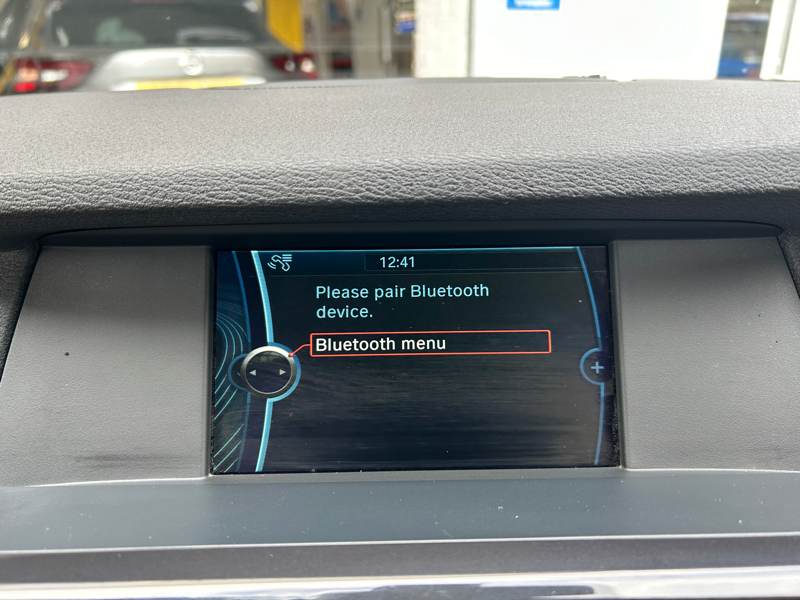 12:41
Please pair Bluetooth
device.
Bluetooth menu